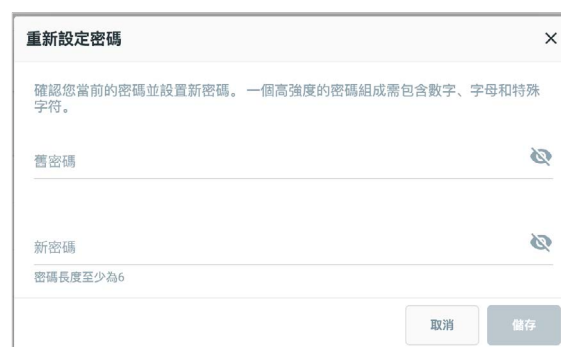 重新設定密碼
確認您當前的密碼並設置新密碼。 一個高強度的密碼組成需包含數字、字母和特殊
字符。
舊密碼
新密碼
密碼長度至少為6
取消
儲存